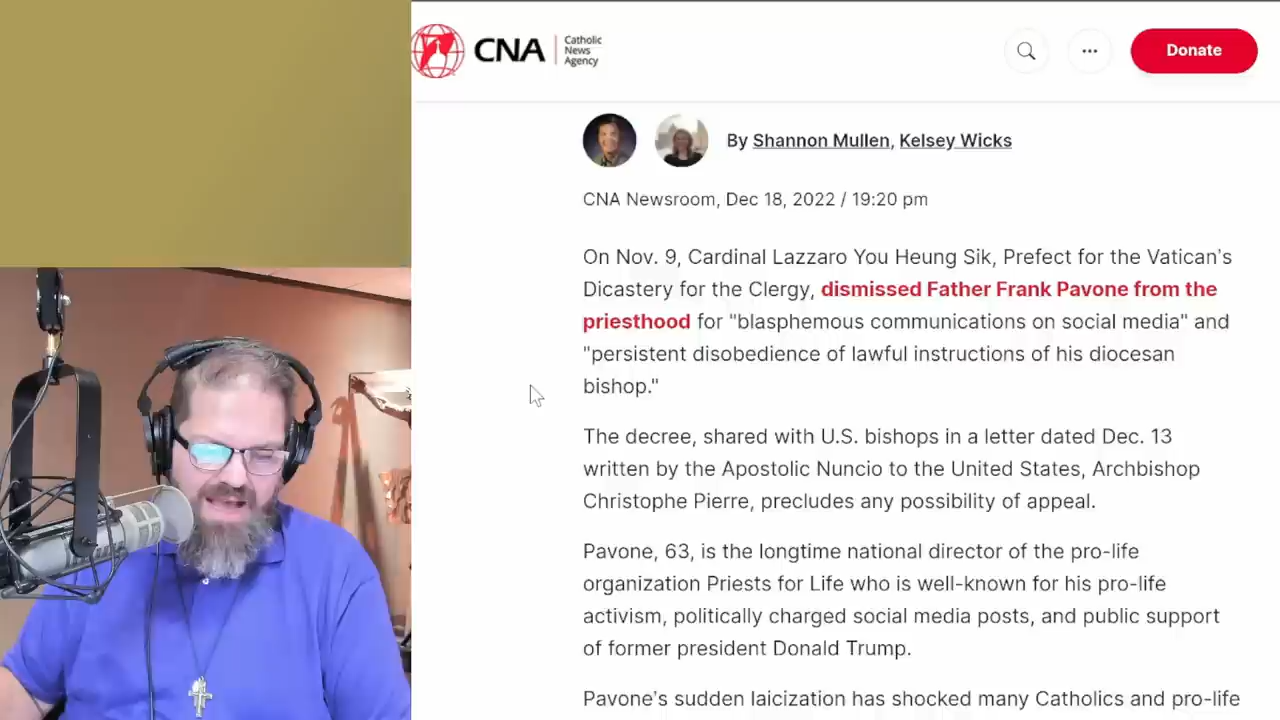 CNA
Catholic
News
Agency
Donate
By Shannon Mullen, Kelsey Wicks
CNA Newsroom, Dec 18, 2022 / 19:20 pm
On Nov. 9, Cardinal Lazzaro You Heung Sik, Prefect for the Vatican's
Dicastery for the Clergy, dismissed Father Frank Pavone from the
priesthood for "blasphemous communications on social media" and
"persistent disobedience of lawful instructions of his diocesan
bishop."
The decree, shared with U.S. bishops in a letter dated Dec. 13
written by the Apostolic Nuncio to the United States, Archbishop
Christophe Pierre, precludes any possibility of appeal.
Pavone, 63, is the longtime national director of the pro-life
organization Priests for Life who is well-known for his pro-life
activism, politically charged social media posts, and public support
of former president Donald Trump.
Pavone's sudden laicization has shocked many Catholics and pro-life